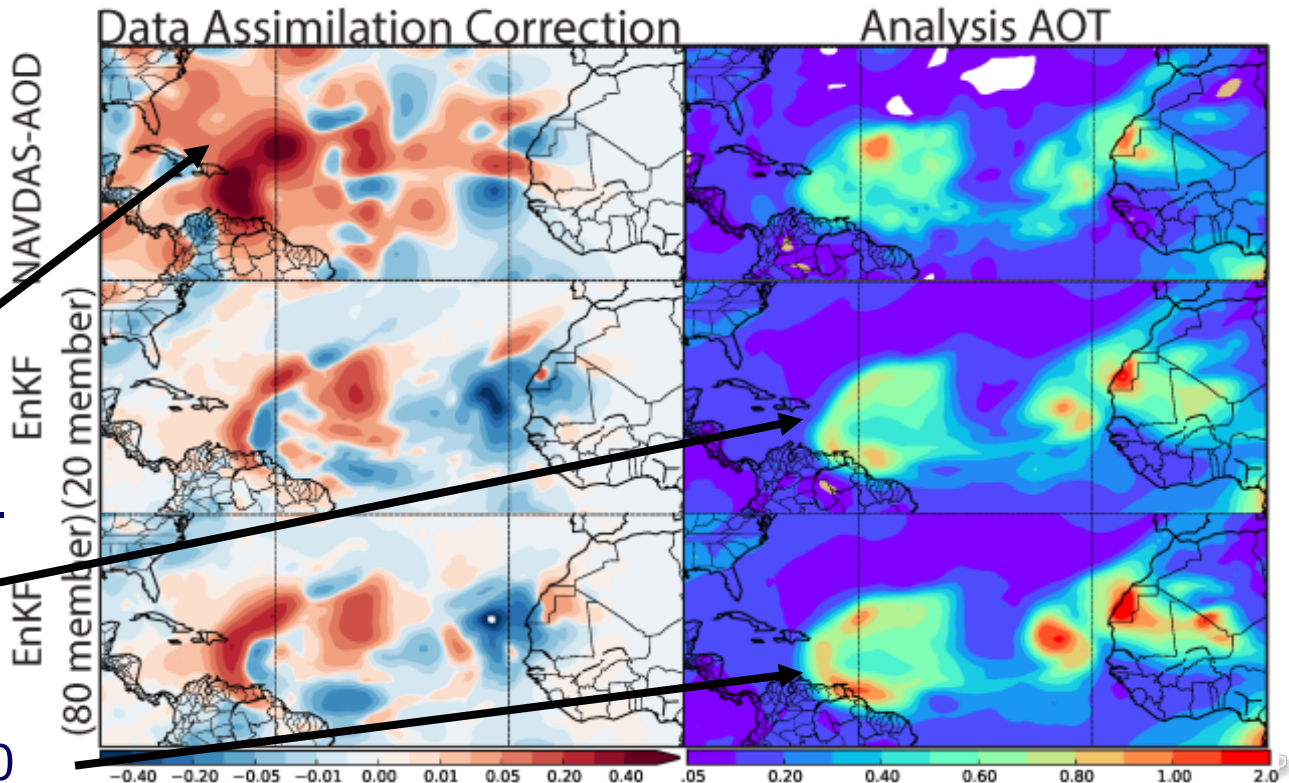 Data Assimilation Correction
Analysis AOT
NAVDAS-AOD
EnKF
(20 member)
EnKF
(80 member)
0
−0.40 −0.20 −0.05 −0.01 0.00 0.01 0.05 0.20 0.40
.05 0.20 0.40 0.60 0.80 1.00 2.0